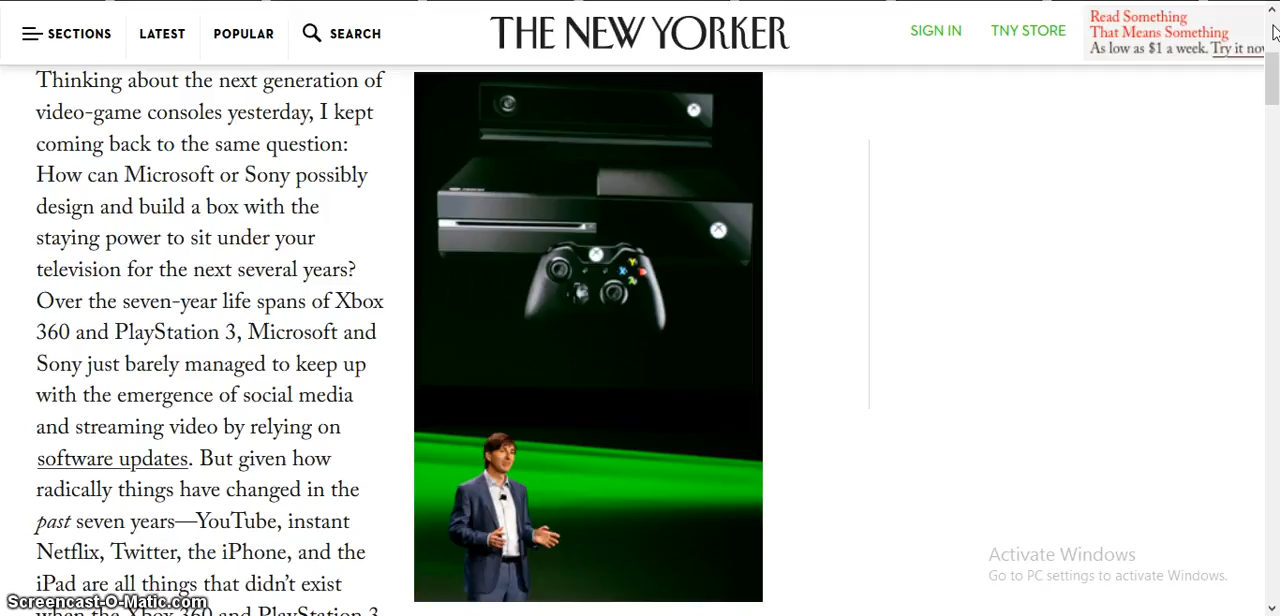 SECTIONS LATEST POPULAR SEARCH THE NEW YORKER SIGN IN TNY STORE
Read Something
That Means Something
As low as $1 a week. Try it now
Thinking about the next generation of
video-game consoles yesterday, I kept
coming back to the same question:
How can Microsoft or Sony possibly
design and build a box with the
staying power to sit under your
television for the next several years?
Over the seven-year life spans of Xbox
360 and PlayStation 3, Microsoft and
Sony just barely managed to keep up
with the emergence of social media
and streaming video by relying on
software updates. But given how
radically things have changed in the
past seven years—YouTube, instant
Netflix, Twitter, the iPhone, and the
iPad are all things that didn't exist
when the Xbox 360 and PlayStation 3
Activate Windows
Go to PC settings to activate Windows.
Screencast-O-Matic.com